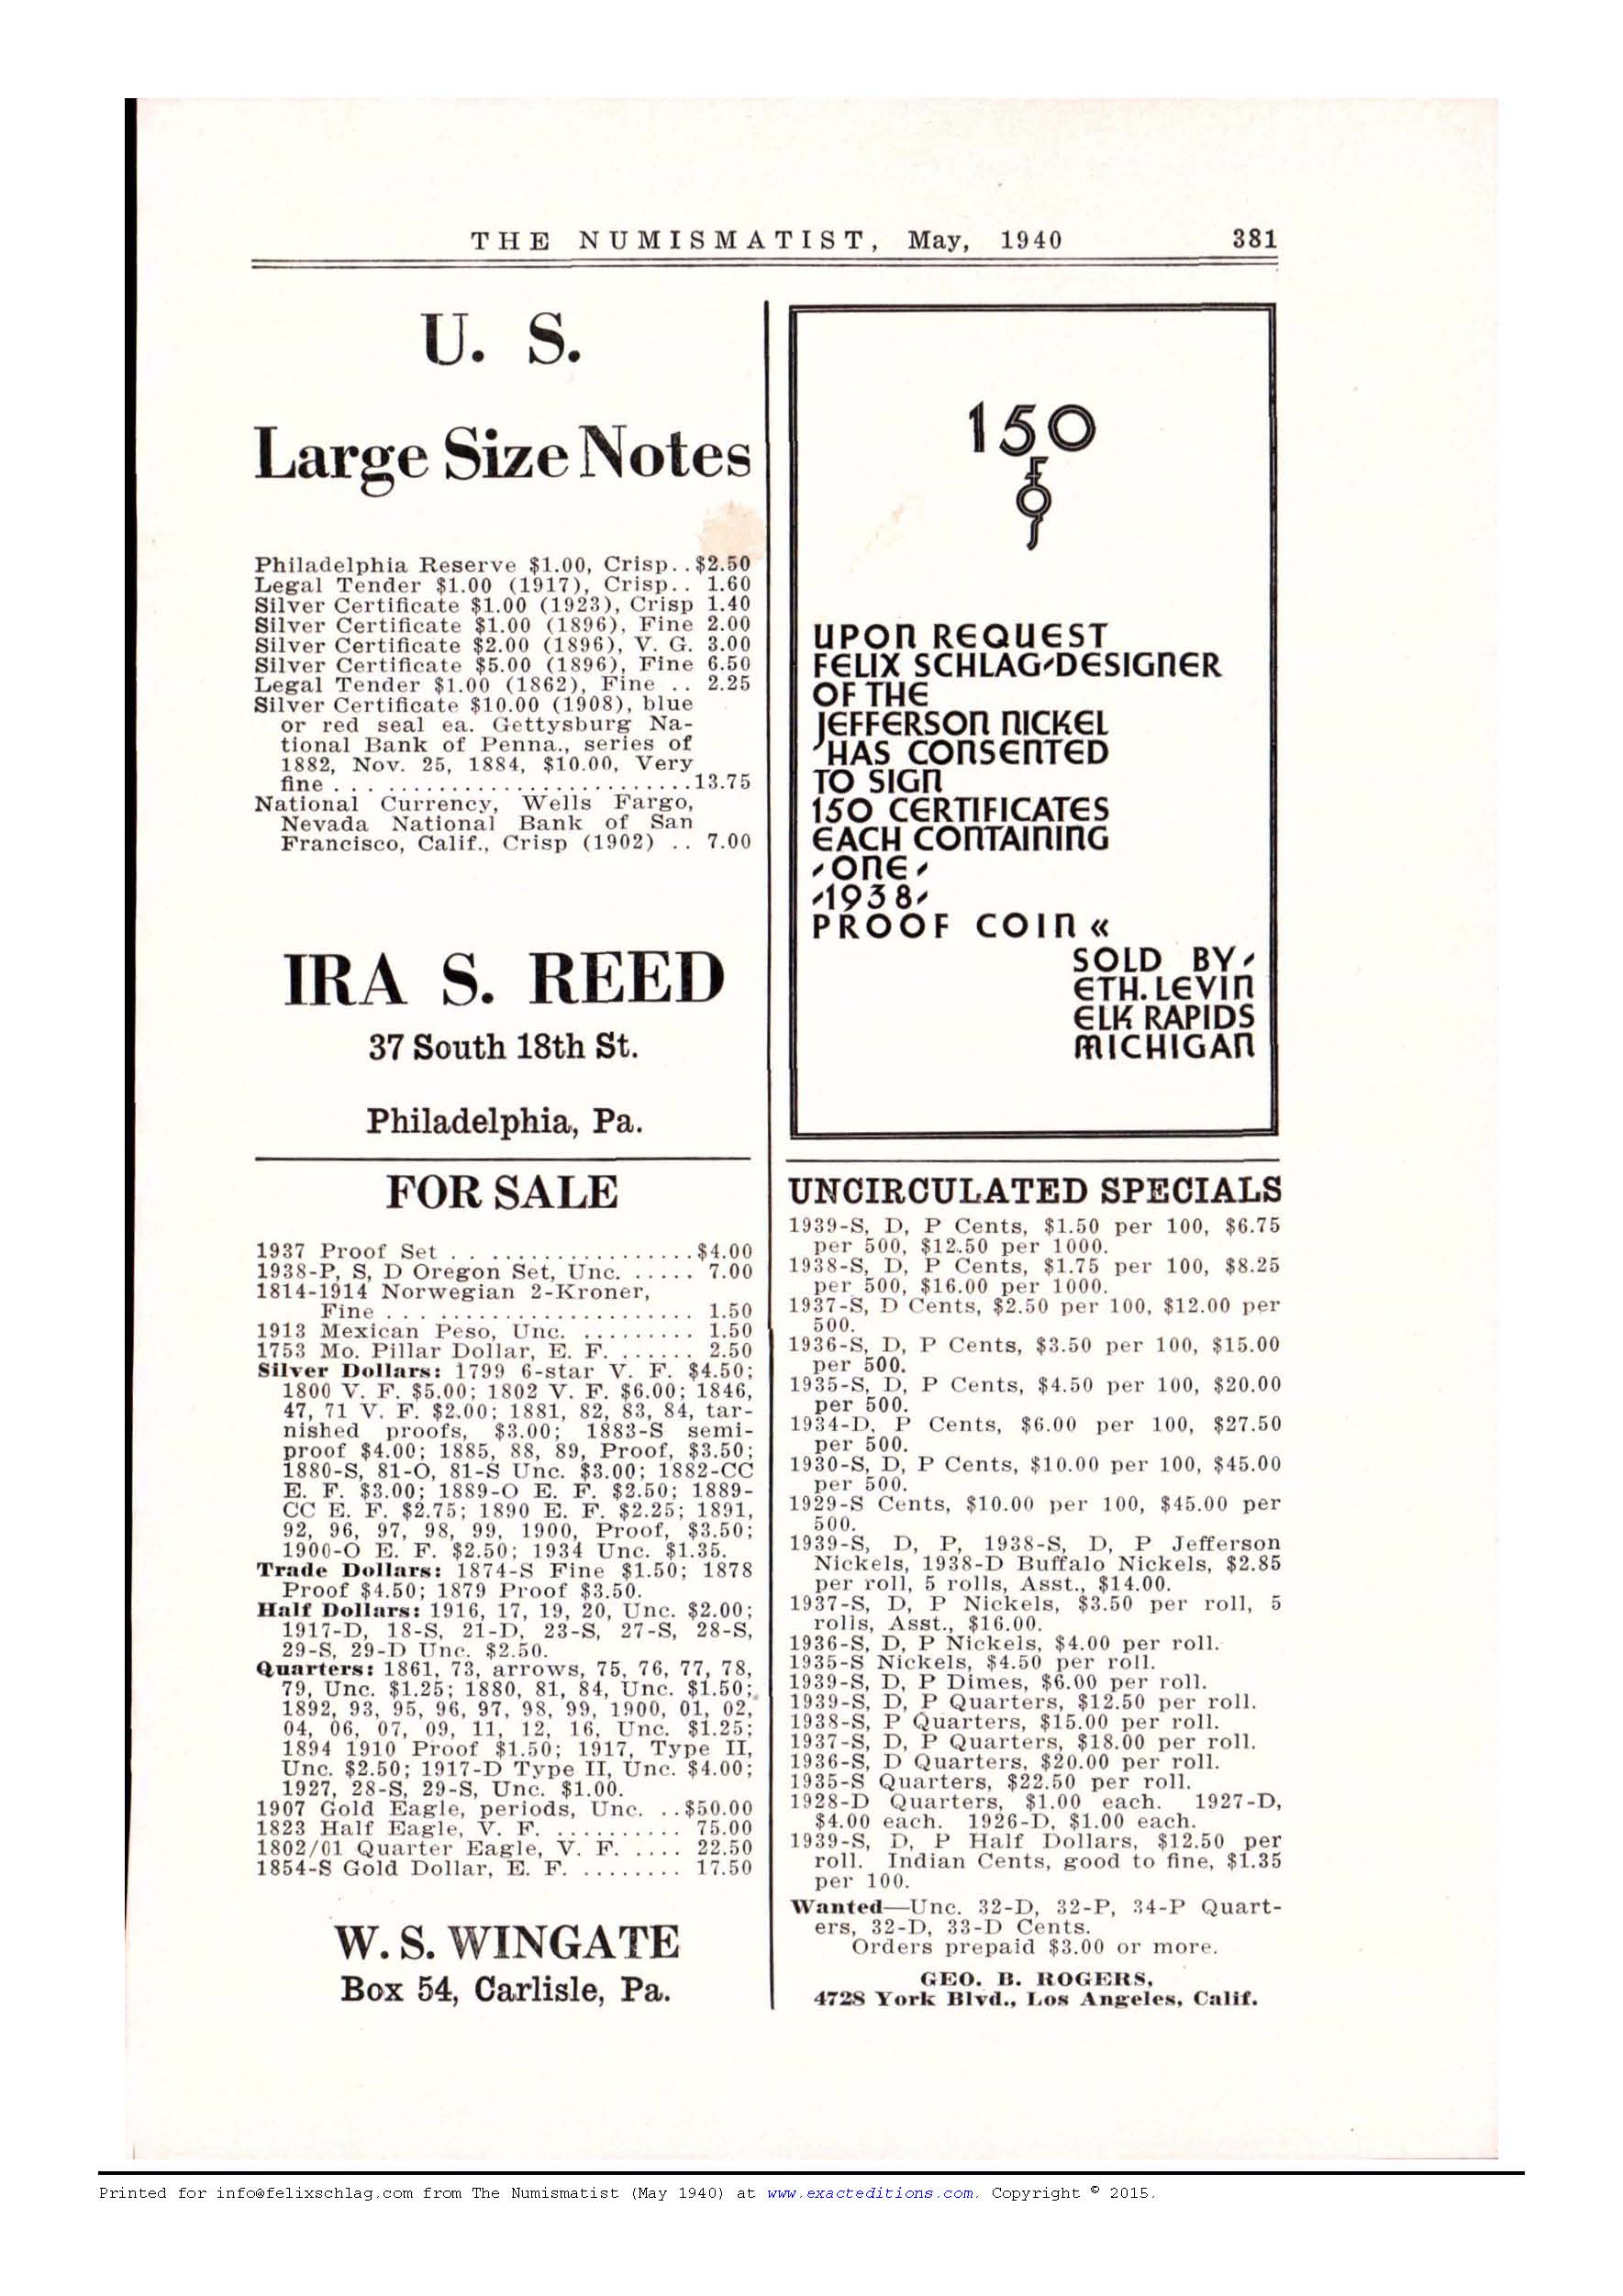 THE NUMISMATIST, May, 1940 381
U. S.
Large Size Notes
Philadelphia Reserve $1.00, Crisp..$2.50
Legal Tender $1.00 (1917), Crisp.. 1.60
Silver Certificate $1.00 (1923), Crisp 1.40
Silver Certificate $1.00 (1896), Fine 2.00
Silver Certificate $2.00 (1896), V. G. 3.00
Silver Certificate $5.00 (1896), Fine 6.50
Legal Tender $1.00 (1862), Fine .. 2.25
Silver Certificate $10.00 (1908), blue
or red seal ea. Gettysburg Na-
tional Bank of Penna., series of
1882, Nov. 25, 1884, $10.00, Very
fine . . . .......................13.75
National Currency, Wells Fargo,
Nevada National Bank of San
Francisco, Calif., Crisp (1902) .. 7.00
IRA S. REED
37 South 18th St.
Philadelphia, Pa.
FOR SALE
1937 Proof Set . . ................$4.00
1938-P, S, D Oregon Set, Unc. ..... 7.00
1814-1914 Norwegian 2-Kroner,
Fine . . . ..................... 1.50
1913 Mexican Peso, Unc. ......... 1.50
1753 Mo. Pillar Dollar, E. F. ....... 2.50
Silver Dollars: 1799 6-star V. F. $4.50;
1800 V. F. $5.00; 1802 V. F. $6.00; 1846,
47, 71 V. F. $2.00; 1881, 82, 83, 84, tar-
nished proofs, $3.00; 1883-S semi-
proof $4.00; 1885, 88, 89, Proof, $3.50;
1880-S, 81-O, 81-S Unc. $3.00; 1882-CC
E. F. $3.00; 1889-O E. F. $2.50; 1889-
CC E. F. $2.75; 1890 E. F. $2.25; 1891,
92, 96, 97, 98, 99, 1900, Proof, $3.50;
1900-O E. F. $2.50; 1934 Unc. $1.35.
Trade Dollars: 1874-S Fine $1.50; 1878
Proof $4.50; 1879 Proof $3.50.
Half Dollars: 1916, 17, 19, 20, Unc. $2.00;
1917-D, 18-S, 21-D, 23-S, 27-S, 28-S,
29-S, 29-D Unc. $2.50.
Quarters: 1861, 73, arrows, 75, 76, 77, 78,
79, Unc. $1.25; 1880, 81, 84, Unc. $1.50;
1892, 93, 95, 96, 97, 98, 99, 1900, 01, 02,
04, 06, 07, 09, 11, 12, 16, Unc. $1.25;
1894 1910 Proof $1.50; 1917, Type II,
Unc. $2.50; 1917-D Type II, Unc. $4.00;
1927, 28-S, 29-S, Unc. $1.00.
1907 Gold Eagle, periods, Unc. ..$50.00
1823 Half Eagle, V. F. .......... 75.00
1802/01 Quarter Eagle, V. F. .... 22.50
1854-S Gold Dollar, E. F. ........ 17.50
W. S. WINGATE
Box 54, Carlisle, Pa.
150
FOJ
UPON REQUEST
FELIX SCHLAG-DESIGNER
OF THE
JEFFERSON NICKEL
HAS CONSENTED
TO SIGN
150 CERTIFICATES
EACH CONTAINING
-ONE-
-1938-
PROOF COIN «
SOLD BY-
ETH. LEVIN
ELK RAPIDS
MICHIGAN
UNCIRCULATED SPECIALS
1939-S, D, P Cents, $1.50 per 100, $6.75
per 500, $12.50 per 1000.
1938-S, D, P Cents, $1.75 per 100, $8.25
per 500, $16.00 per 1000.
1937-S, D Cents, $2.50 per 100, $12.00 per
500.
1936-S, D, P Cents, $3.50 per 100, $15.00
per 500.
1935-S, D, P Cents, $4.50 per 100, $20.00
per 500.
1934-D, P Cents, $6.00 per 100, $27.50
per 500.
1930-S, D, P Cents, $10.00 per 100, $45.00
per 500.
1929-S Cents, $10.00 per 100, $45.00 per
500.
1939-S, D, P, 1938-S, D, P Jefferson
Nickels, 1938-D Buffalo Nickels, $2.85
per roll, 5 rolls, Asst., $14.00.
1937-S, D, P Nickels, $3.50 per roll, 5
rolls, Asst., $16.00.
1936-S, D, P Nickels, $4.00 per roll.
1935-S Nickels, $4.50 per roll.
1939-S, D, P Dimes, $6.00 per roll.
1939-S, D, P Quarters, $12.50 per roll.
1938-S, P Quarters, $15.00 per roll.
1937-S, D, P Quarters, $18.00 per roll.
1936-S, D Quarters, $20.00 per roll.
1935-S Quarters, $22.50 per roll.
1928-D Quarters, $1.00 each. 1927-D,
$4.00 each. 1926-D, $1.00 each.
1939-S, D, P Half Dollars, $12.50 per
roll. Indian Cents, good to fine, $1.35
per 100.
Wanted—Unc. 32-D, 32-P, 34-P Quart-
ers, 32-D, 33-D Cents.
Orders prepaid $3.00 or more.
GEO. B. ROGERS,
4728 York Blvd., Los Angeles, Calif.
Printed for info@felixschlag.com from The Numismatist (May 1940) at www.exacteditions.com. Copyright © 2015.